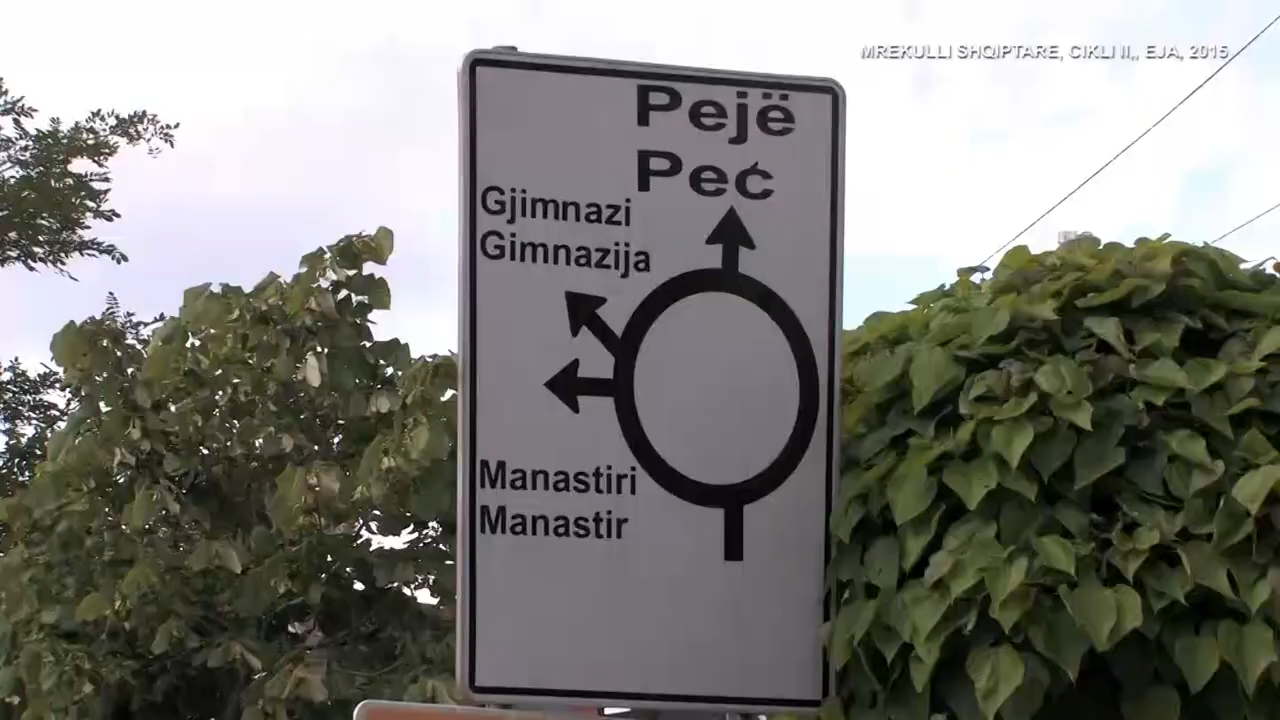 MREKULLI SHQIPTARE, CIKLI II,, EJA, 2015
Pejë
Peć
Gjimnazi
Gimnazija
Manastiri
Manastir